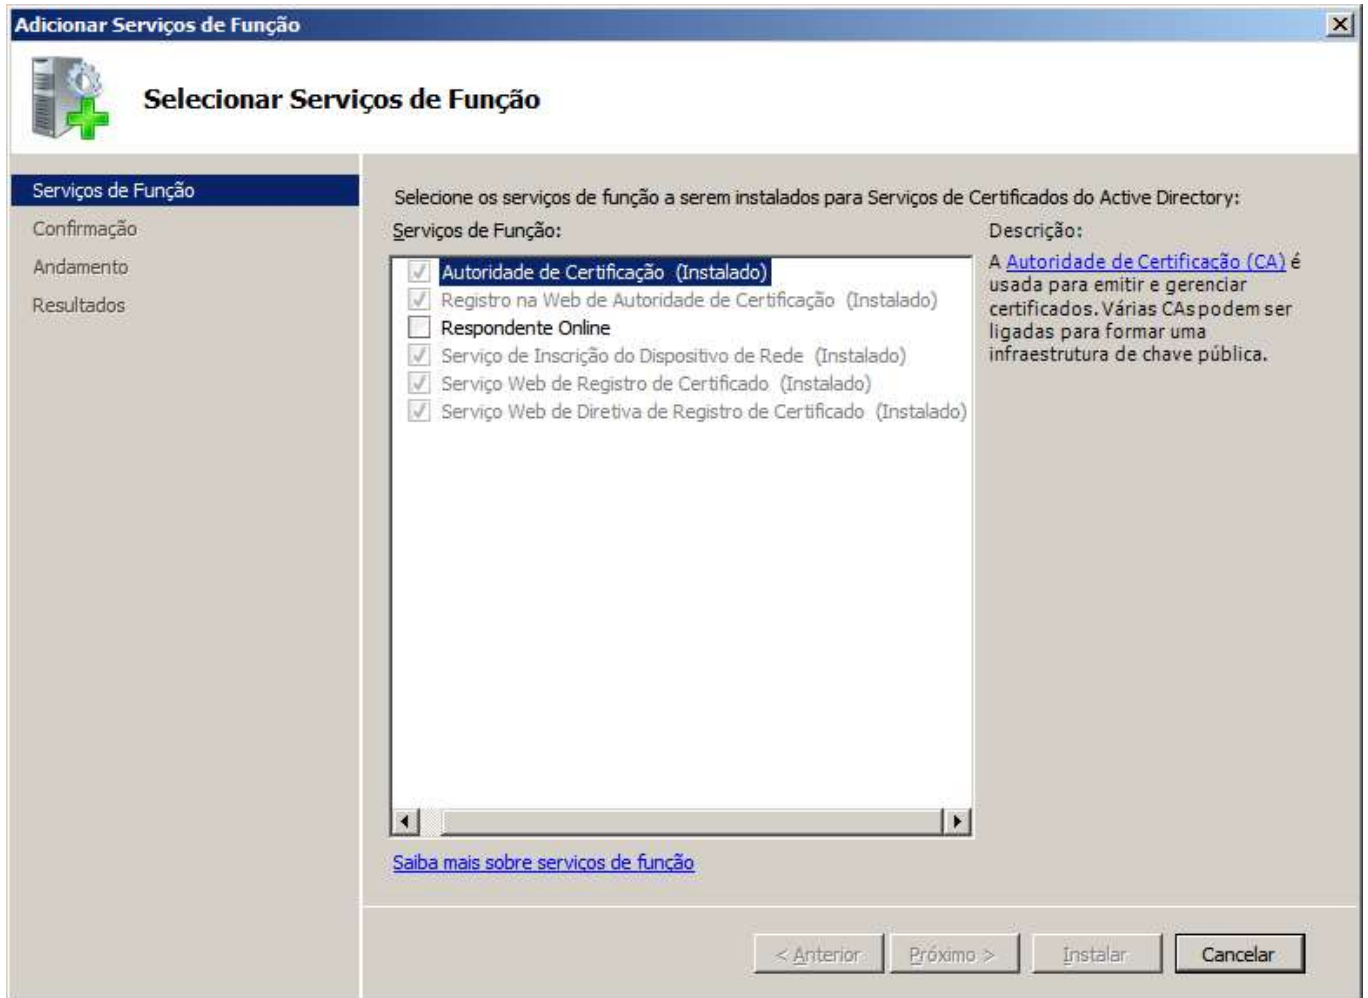 Adicionar Serviços de Função
Selecionar Serviços de Função
Serviços de Função
Confirmação
Andamento
Resultados
Selecione os serviços de função a serem instalados para Serviços de Certificados do Active Directory:
Serviços de Função:
Autoridade de Certificação (Instalado)
Registro na Web de Autoridade de Certificação (Instalado)
Respondente Online
Serviço de Inscrição do Dispositivo de Rede (Instalado)
Serviço Web de Registro de Certificado (Instalado)
Serviço Web de Diretiva de Registro de Certificado (Instalado)
Descrição:
A Autoridade de Certificação (CA) é
usada para emitir e gerenciar
certificados. Várias CAs podem ser
ligadas para formar uma
infraestrutura de chave pública.
Saiba mais sobre serviços de função
< Anterior
Próximo >
Instalar
Cancelar